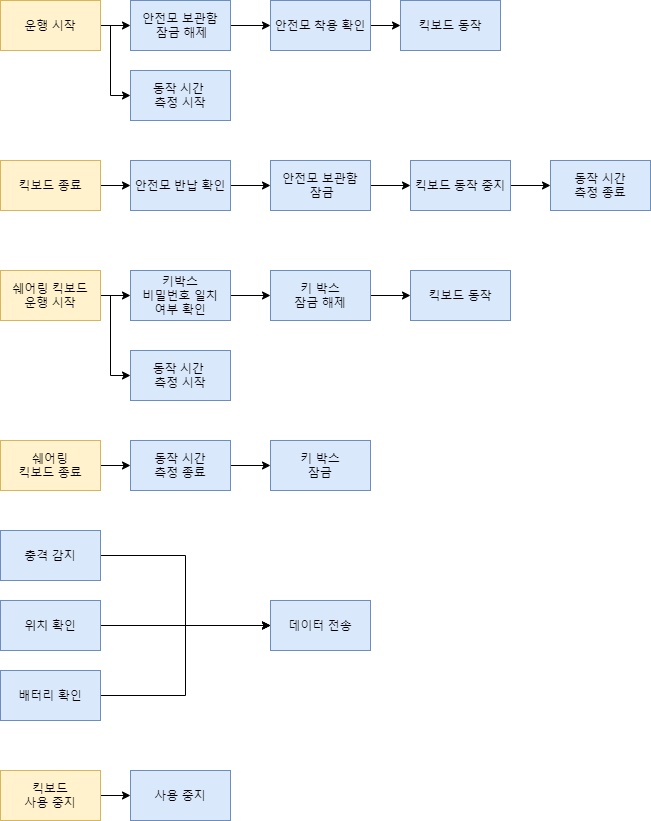 운행 시작
안전모 보관함
잠금 해제
안전모 착용 확인
킥보드 동작
동작 시간
측정 시작
킥보드 종료
안전모 반납 확인
안전모 보관함
잠금
킥보드 동작 중지
동작 시간
측정 종료
쉐어링 킥보드
운행 시작
키박스
비밀번호 일치
여부 확인
키 박스
잠금 해제
킥보드 동작
동작 시간
측정 시작
쉐어링
킥보드 종료
동작 시간
측정 종료
키 박스
잠금
충격 감지
위치 확인
데이터 전송
배터리 확인
킥보드
사용 중지
사용 중지